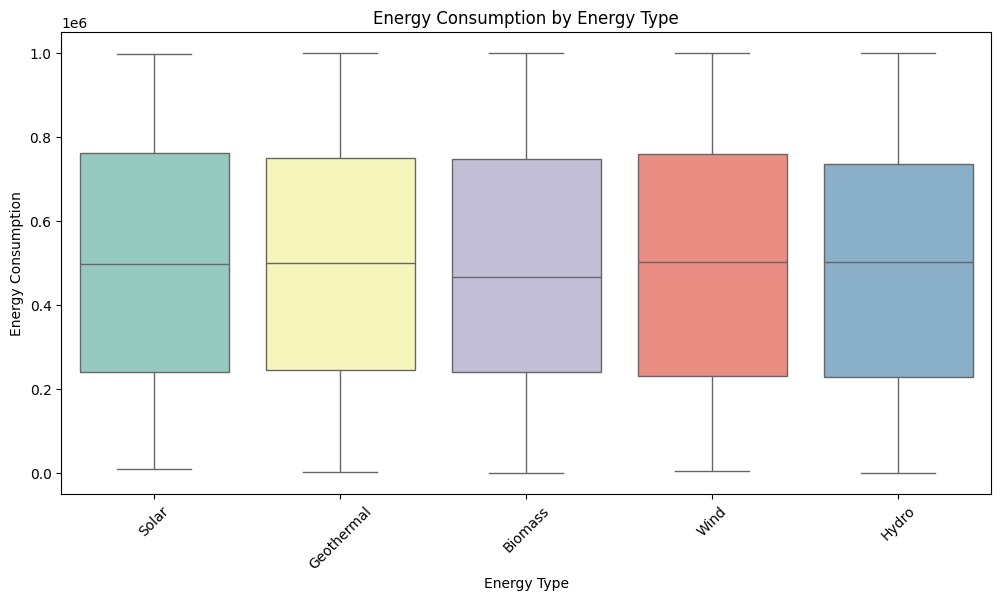 Energy Consumption by Energy Type
1e6
1.0
0.8
0.6
0.4
0.2
0.0
Energy Consumption
Solar
Geothermal
Biomass
Wind
Hydro
Energy Type